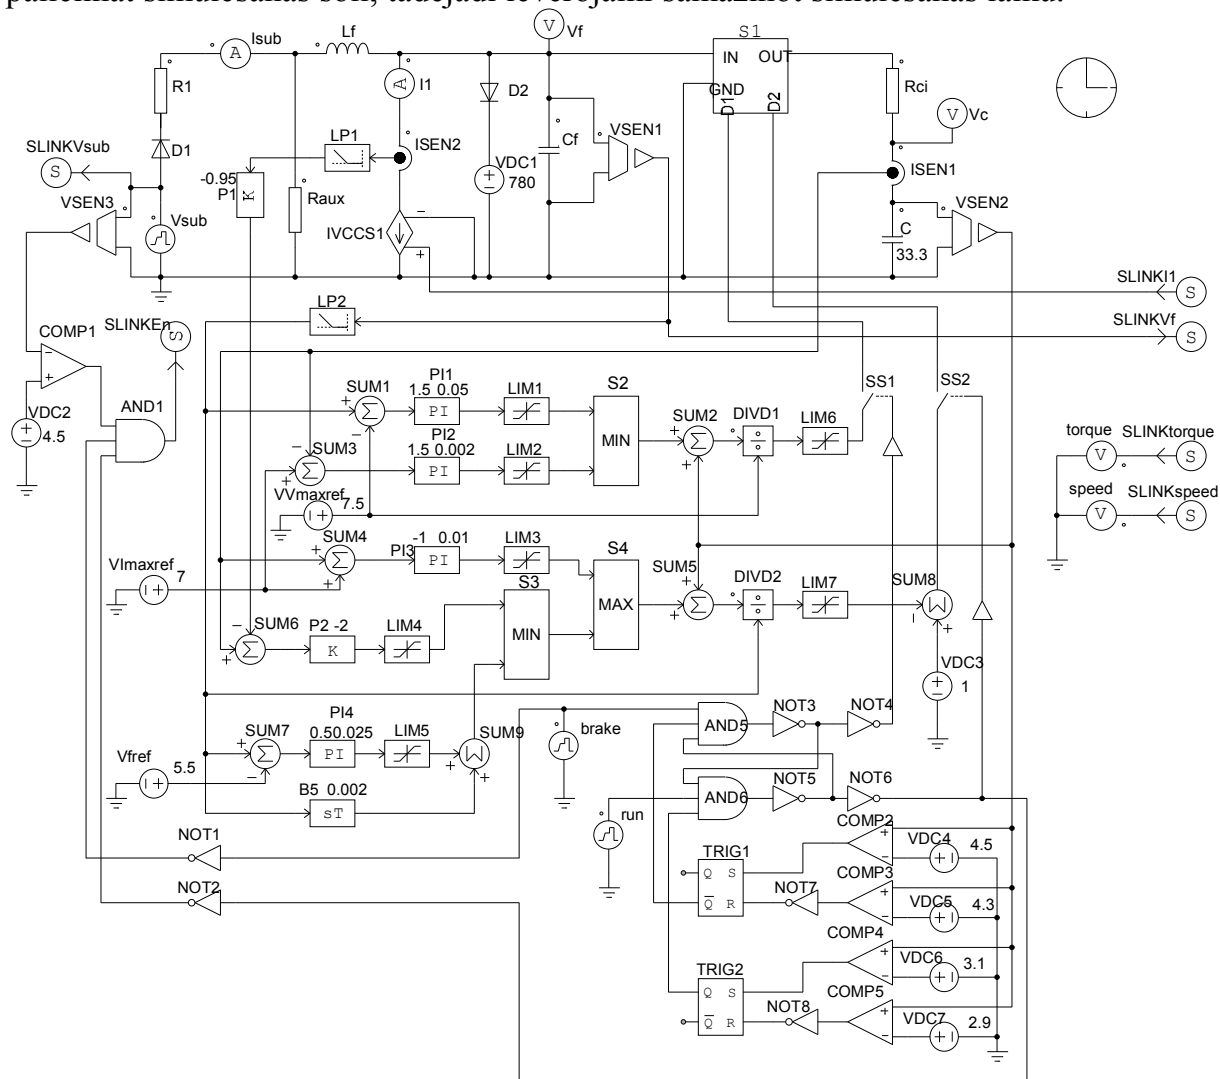 Isub
Lf
Vf
S1
IN
OUT
GND
D1
D2
R1
I1
D2
Rci
Vc
SLINKVsub
D1
LP1
ISEN2
Cf
VSEN1
VDC1
780
ISEN1
-0.95
P1
K
Raux
VSEN3
Vsub
IVCCS1
VSEN2
C
33.3
SLINKI1
LP2
SLINKVf
SLINKEn
COMP1
VDC2
4.5
AND1
SUM1
PI1
1.5 0.05
PI
LIM1
S2
MIN
SS1
SS2
SUM2
DIVD1
LIM6
PI2
1.5 0.002
PI
LIM2
SUM3
VVmaxref
7.5
torque
SLINKtorque
speed
SLINKspeed
SUM4
-1 0.01
PI3
PI
LIM3
S4
MAX
VImaxref
7
SUM5
DIVD2
LIM7
SUM8
S3
MIN
SUM6
P2 -2
K
LIM4
VDC3
1
NOT3
NOT4
AND5
PI4
0.50.025
PI
SUM7
LIM5
SUM9
brake
Vfref
5.5
B5 0.002
sT
NOT5
NOT6
AND6
run
NOT1
NOT2
COMP2
VDC4
4.5
TRIG1
Q S
Q R
NOT7
COMP3
VDC5
4.3
COMP4
VDC6
3.1
TRIG2
Q S
Q R
NOT8
COMP5
VDC7
2.9